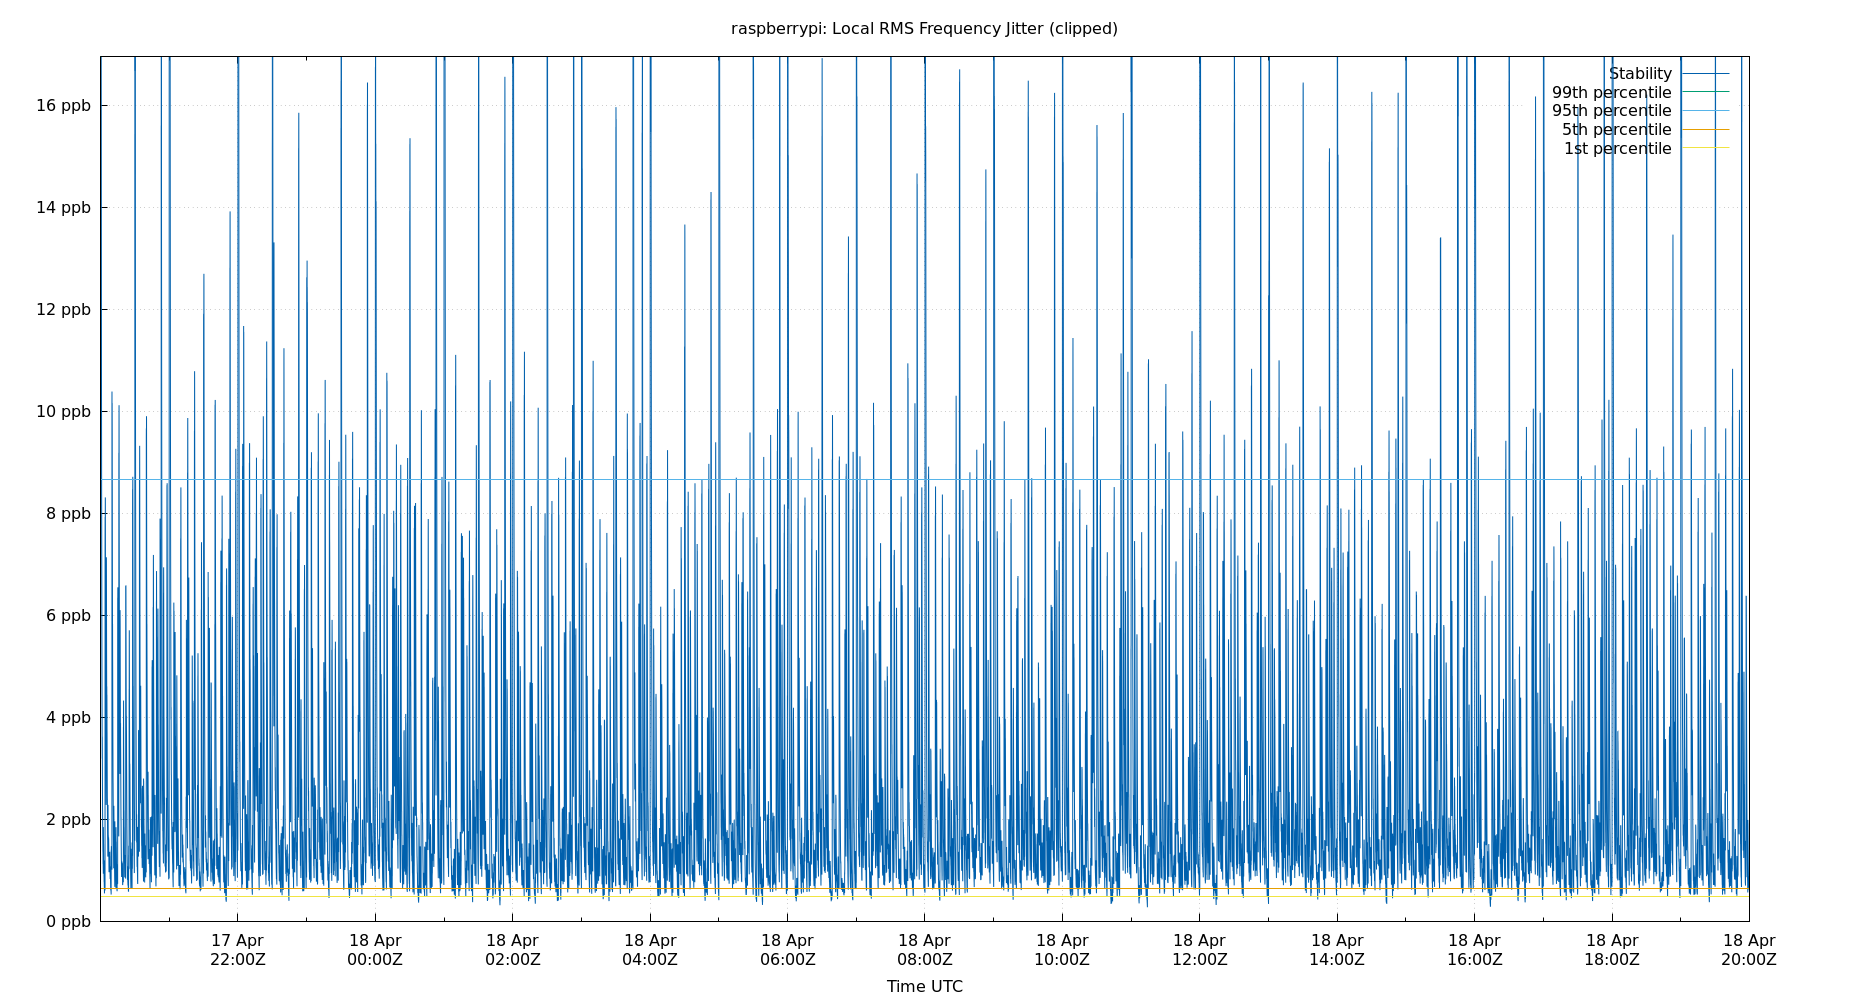 raspberrypi: Local RMS Frequency Jitter (clipped)
Stability
99th percentile
95th percentile
5th percentile
1st percentile
16 ppb
14 ppb
12 ppb
10 ppb
8 ppb
6 ppb
4 ppb
2 ppb
0 ppb
17 Apr 18 Apr 18 Apr 18 Apr 18 Apr 18 Apr 18 Apr 18 Apr 18 Apr 18 Apr 18 Apr 18 Apr
22:00Z 00:00Z 02:00Z 04:00Z 06:00Z 08:00Z 10:00Z 12:00Z 14:00Z 16:00Z 18:00Z 20:00Z
Time UTC